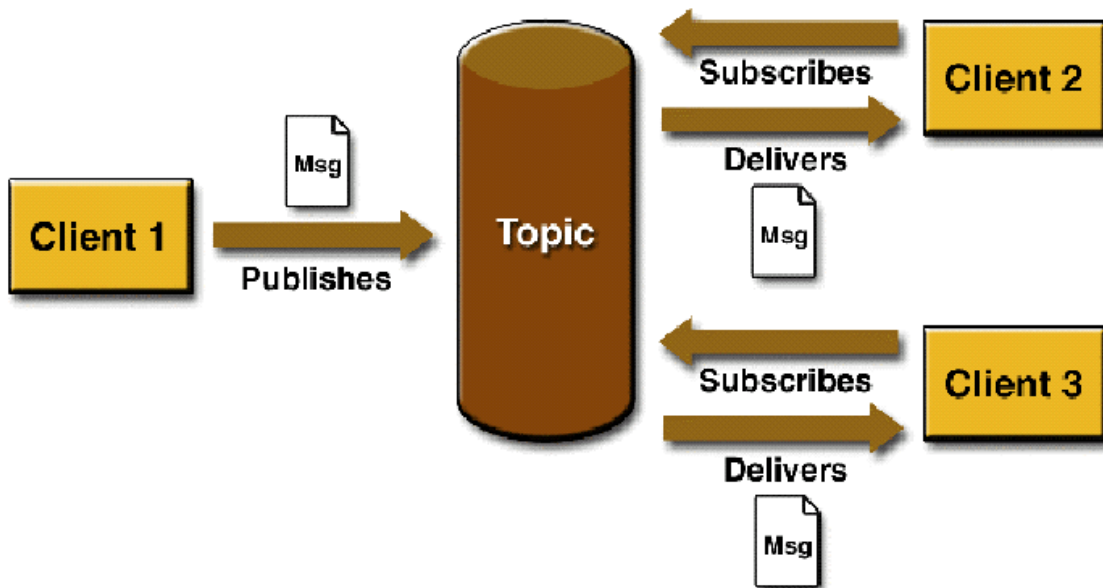 Msg
Client 1
Publishes
Topic
Subscribes
Client 2
Delivers
Msg
Subscribes
Client 3
Delivers
Msg